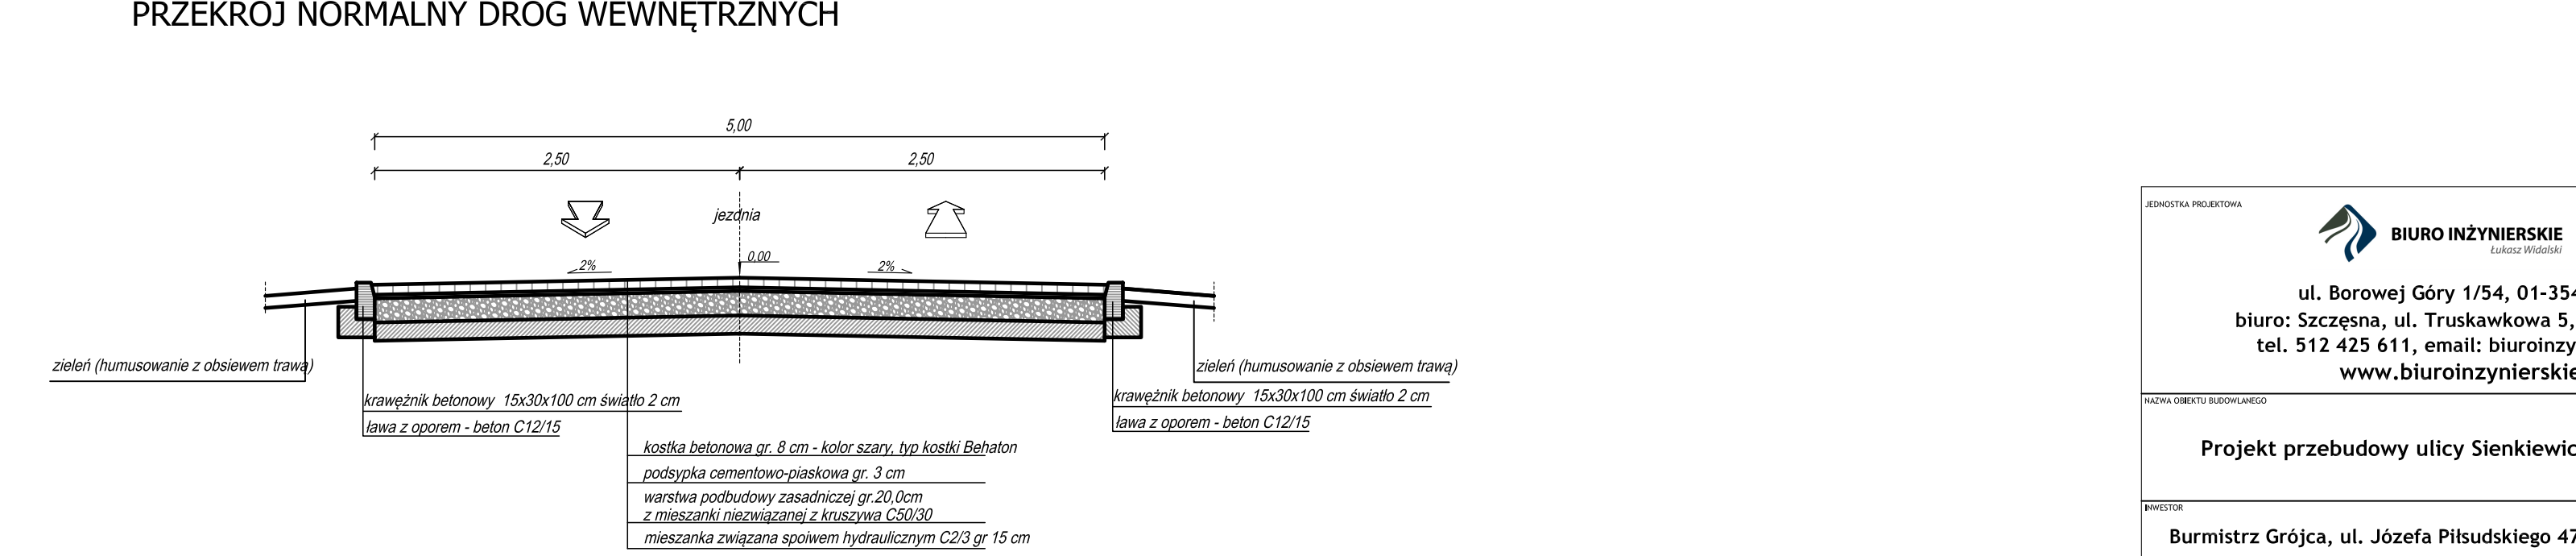 PRZEKRÓJ NORMALNY DRÓG WEWNĘTRZNYCH
5,00
2,50
2,50
jezdnia
0,00
2%
2%
zieleń (humusowanie z obsiewem trawą)
zieleń (humusowanie z obsiewem trawą)
krawężnik betonowy 15x30x100 cm światło 2 cm
ława z oporem - beton C12/15
krawężnik betonowy 15x30x100 cm światło 2 cm
ława z oporem - beton C12/15
kostka betonowa gr. 8 cm - kolor szary, typ kostki Behaton
podsypka cementowo-piaskowa gr. 3 cm
warstwa podbudowy zasadniczej gr.20,0cm
z mieszanki niezwiązanej z kruszywa C50/30
mieszanka związana spoiwem hydraulicznym C2/3 gr 15 cm
JEDNOSTKA PROJEKTOWA
BIURO INŻYNIERSKIE
Łukasz Widalski
ul. Borowej Góry 1/54, 01-354
biuro: Szczęsna, ul. Truskawkowa 5,
tel. 512 425 611, email: biuroinzy
www.biuroinzynierskie
NAZWA OBIEKTU BUDOWLANEGO
Projekt przebudowy ulicy Sienkiewic
INWESTOR
Burmistrz Grójca, ul. Józefa Piłsudskiego 47